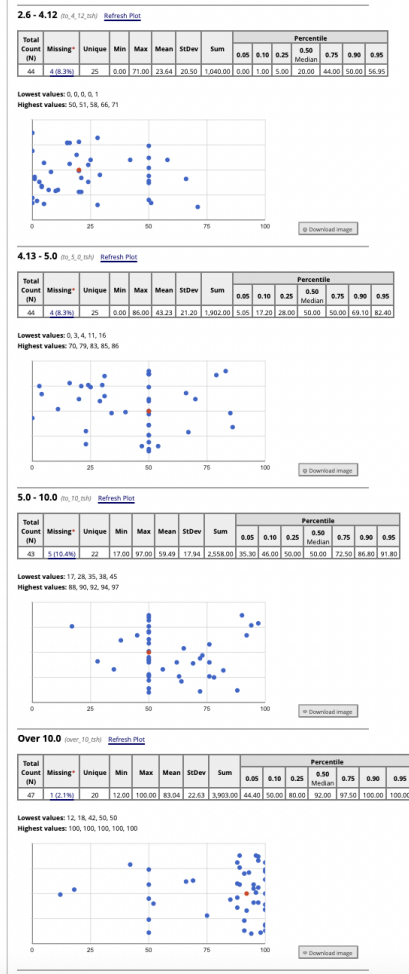 2.6 - 4.12 (to_4_12_tsh) Refresh Plot
Total Count (N) Missing* Unique Min Max Mean StDev Sum Percentile
0.05 0.10 0.25 0.50 Median 0.75 0.90 0.95
44 4 (8.3%) 25 0.00 71.00 23.64 20.50 1,040.00 0.00 1.00 5.00 20.00 44.00 50.00 56.95
Lowest values: 0, 0, 0, 0, 1
Highest values: 50, 51, 58, 66, 71
0 25 50 75 100
Download image
4.13 - 5.0 (to_5_0_tsh) Refresh Plot
Total Count (N) Missing* Unique Min Max Mean StDev Sum Percentile
0.05 0.10 0.25 0.50 Median 0.75 0.90 0.95
44 4 (8.3%) 25 0.00 86.00 43.23 21.20 1,902.00 5.05 17.20 28.00 50.00 50.00 69.10 82.40
Lowest values: 0, 3, 4, 11, 16
Highest values: 70, 79, 83, 85, 86
0 25 50 75 100
Download image
5.0 - 10.0 (to_10_tsh) Refresh Plot
Total Count (N) Missing* Unique Min Max Mean StDev Sum Percentile
0.05 0.10 0.25 0.50 Median 0.75 0.90 0.95
43 5 (10.4%) 22 17.00 97.00 59.49 17.94 2,558.00 35.30 46.00 50.00 50.00 72.50 86.80 91.80
Lowest values: 17, 28, 35, 38, 45
Highest values: 88, 90, 92, 94, 97
0 25 50 75 100
Download image
Over 10.0 (over_10_tsh) Refresh Plot
Total Count (N) Missing* Unique Min Max Mean StDev Sum Percentile
0.05 0.10 0.25 0.50 Median 0.75 0.90 0.95
47 1 (2.1%) 20 12.00 100.00 83.04 22.63 3,903.00 44.40 50.00 80.00 92.00 97.50 100.00 100.00
Lowest values: 12, 18, 42, 50, 50
Highest values: 100, 100, 100, 100, 100
0 25 50 75 100
Download image